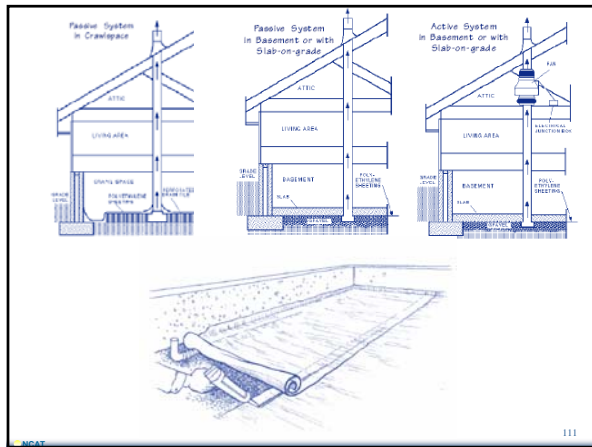 Passive System
in Crawlspace
ATTIC
LIVING AREA
CRAWL SPACE
GRADE
LEVEL
POLYETHYLENE
SHEETING
PERFORATED
DRAIN TILE
Passive System
in Basement or with
Slab-on-grade
ATTIC
LIVING AREA
GRADE
LEVEL
BASEMENT
POLY-
ETHYLENE
SHEETING
SLAB
GRAVEL
Active System
in Basement or with
Slab-on-grade
FAN
ATTIC
ELECTRICAL
JUNCTION BOX
LIVING AREA
GRADE
LEVEL
BASEMENT
POLY-
ETHYLENE
SHEETING
SLAB
GRAVEL
NCAT
111